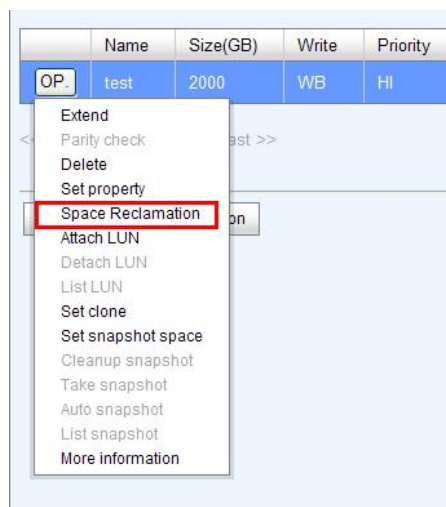 Name Size(GB) Write Priority
OP. test 2000 WB HI
Extend
<< Parity check ast >>
Delete
Set property
Space Reclamation on
Attach LUN
Detach LUN
List LUN
Set clone
Set snapshot space
Cleanup snapshot
Take snapshot
Auto snapshot
List snapshot
More information